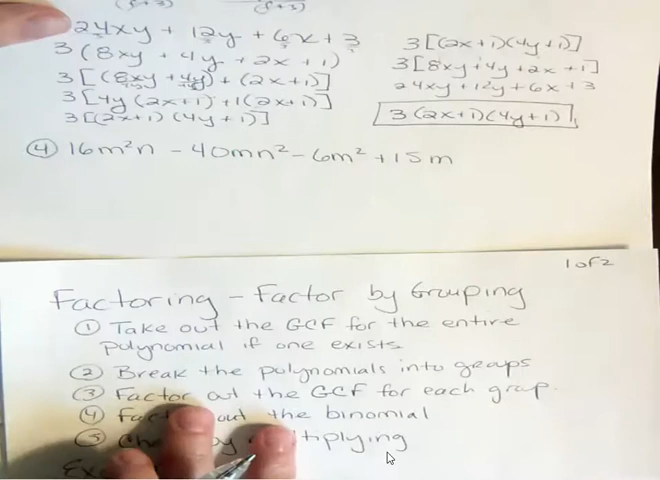 24xy + 12y + 6x + 3
3(8xy + 4y + 2x + 1)
3[(8xy + 4y) + (2x+1)]
3[4y(2x+1) + 1(2x+1)]
3[(2x+1)(4y+1)]
3[(2x+1)(4y+1)]
3[8xy+4y+2x+1]
24xy+12y+6x+3
3(2x+1)(4y+1)
④ 16m²n - 40mn² - 6m² + 15m
1 of 2
Factoring - Factor by Grouping
① Take out the GCF for the entire
polynomial if one exists
② Break the polynomials into groups
③ Factor out the GCF for each group.
④ out the binomial
⑤ by